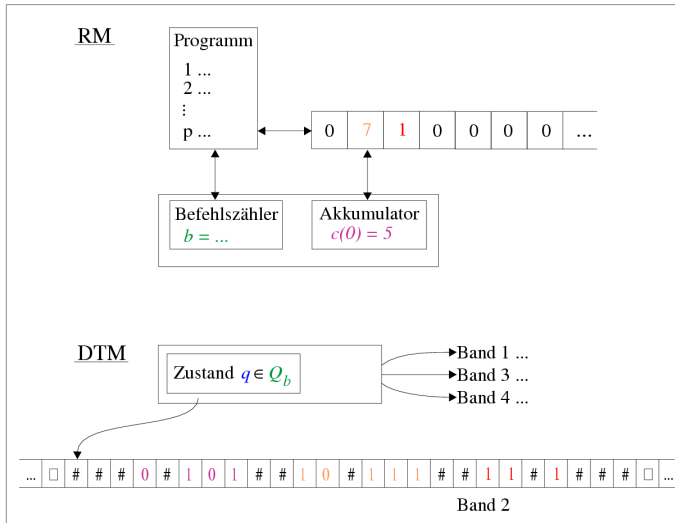 RM
Programm
1 ...
2 ...
⋮
p ...
0 7 1 0 0 0 0 ...
Befehlszähler
b = ...
Akkumulator
c(0) = 5
DTM
Zustand q ∈ Q_b
Band 1 ...
Band 3 ...
Band 4 ...
... □ # # # 0 # 1 0 1 # # 1 0 # 1 1 1 # # 1 1 # 1 # # # □ ...
Band 2